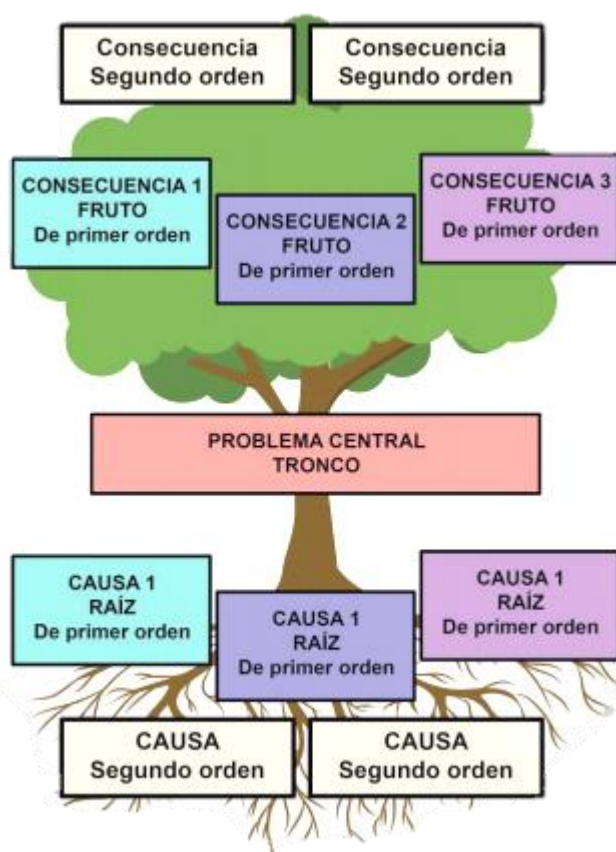 Consecuencia
Segundo orden
Consecuencia
Segundo orden
CONSECUENCIA 1
FRUTO
De primer orden
CONSECUENCIA 2
FRUTO
De primer orden
CONSECUENCIA 3
FRUTO
De primer orden
PROBLEMA CENTRAL
TRONCO
CAUSA 1
RAÍZ
De primer orden
CAUSA 1
RAÍZ
De primer orden
CAUSA 1
RAÍZ
De primer orden
CAUSA
Segundo orden
CAUSA
Segundo orden